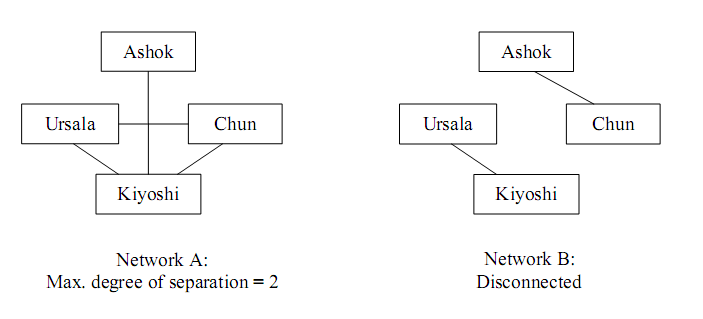 Ashok
Ursala
Chun
Kiyoshi
Network A:
Max. degree of separation = 2
Ashok
Ursala
Chun
Kiyoshi
Network B:
Disconnected